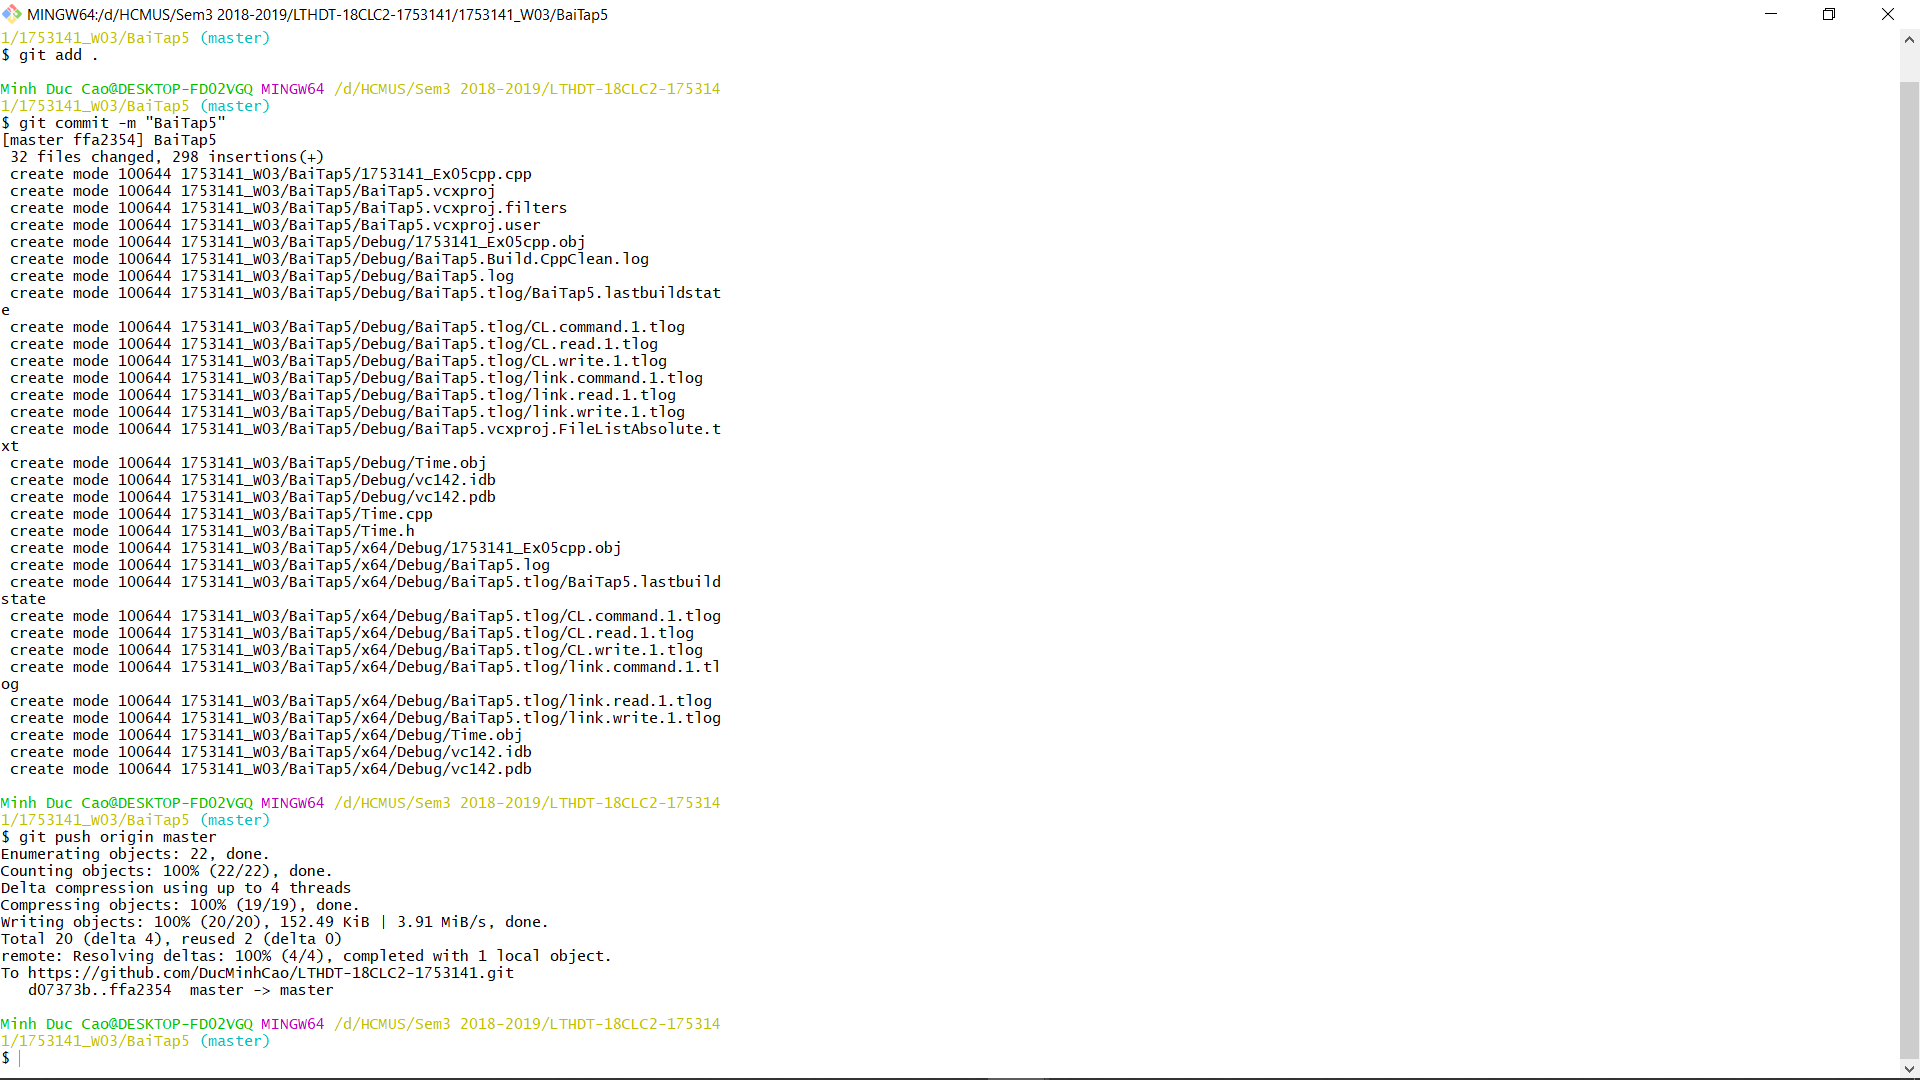 MINGW64:/d/HCMUS/Sem3 2018-2019/LTHDT-18CLC2-1753141/1753141_W03/BaiTap5
1/1753141_W03/BaiTap5 (master)
$ git add .
Minh Duc Cao@DESKTOP-FD02VGQ MINGW64 /d/HCMUS/Sem3 2018-2019/LTHDT-18CLC2-175314
1/1753141_W03/BaiTap5 (master)
$ git commit -m "BaiTap5"
[master ffa2354] BaiTap5
 32 files changed, 298 insertions(+)
 create mode 100644 1753141_W03/BaiTap5/1753141_Ex05cpp.cpp
 create mode 100644 1753141_W03/BaiTap5/BaiTap5.vcxproj
 create mode 100644 1753141_W03/BaiTap5/BaiTap5.vcxproj.filters
 create mode 100644 1753141_W03/BaiTap5/BaiTap5.vcxproj.user
 create mode 100644 1753141_W03/BaiTap5/Debug/1753141_Ex05cpp.obj
 create mode 100644 1753141_W03/BaiTap5/Debug/BaiTap5.Build.CppClean.log
 create mode 100644 1753141_W03/BaiTap5/Debug/BaiTap5.log
 create mode 100644 1753141_W03/BaiTap5/Debug/BaiTap5.tlog/BaiTap5.lastbuildstat
e
 create mode 100644 1753141_W03/BaiTap5/Debug/BaiTap5.tlog/CL.command.1.tlog
 create mode 100644 1753141_W03/BaiTap5/Debug/BaiTap5.tlog/CL.read.1.tlog
 create mode 100644 1753141_W03/BaiTap5/Debug/BaiTap5.tlog/CL.write.1.tlog
 create mode 100644 1753141_W03/BaiTap5/Debug/BaiTap5.tlog/link.command.1.tlog
 create mode 100644 1753141_W03/BaiTap5/Debug/BaiTap5.tlog/link.read.1.tlog
 create mode 100644 1753141_W03/BaiTap5/Debug/BaiTap5.tlog/link.write.1.tlog
 create mode 100644 1753141_W03/BaiTap5/Debug/BaiTap5.vcxproj.FileListAbsolute.t
xt
 create mode 100644 1753141_W03/BaiTap5/Debug/Time.obj
 create mode 100644 1753141_W03/BaiTap5/Debug/vc142.idb
 create mode 100644 1753141_W03/BaiTap5/Debug/vc142.pdb
 create mode 100644 1753141_W03/BaiTap5/Time.cpp
 create mode 100644 1753141_W03/BaiTap5/Time.h
 create mode 100644 1753141_W03/BaiTap5/x64/Debug/1753141_Ex05cpp.obj
 create mode 100644 1753141_W03/BaiTap5/x64/Debug/BaiTap5.log
 create mode 100644 1753141_W03/BaiTap5/x64/Debug/BaiTap5.tlog/BaiTap5.lastbuild
state
 create mode 100644 1753141_W03/BaiTap5/x64/Debug/BaiTap5.tlog/CL.command.1.tlog
 create mode 100644 1753141_W03/BaiTap5/x64/Debug/BaiTap5.tlog/CL.read.1.tlog
 create mode 100644 1753141_W03/BaiTap5/x64/Debug/BaiTap5.tlog/CL.write.1.tlog
 create mode 100644 1753141_W03/BaiTap5/x64/Debug/BaiTap5.tlog/link.command.1.tl
og
 create mode 100644 1753141_W03/BaiTap5/x64/Debug/BaiTap5.tlog/link.read.1.tlog
 create mode 100644 1753141_W03/BaiTap5/x64/Debug/BaiTap5.tlog/link.write.1.tlog
 create mode 100644 1753141_W03/BaiTap5/x64/Debug/Time.obj
 create mode 100644 1753141_W03/BaiTap5/x64/Debug/vc142.idb
 create mode 100644 1753141_W03/BaiTap5/x64/Debug/vc142.pdb
Minh Duc Cao@DESKTOP-FD02VGQ MINGW64 /d/HCMUS/Sem3 2018-2019/LTHDT-18CLC2-175314
1/1753141_W03/BaiTap5 (master)
$ git push origin master
Enumerating objects: 22, done.
Counting objects: 100% (22/22), done.
Delta compression using up to 4 threads
Compressing objects: 100% (19/19), done.
Writing objects: 100% (20/20), 152.49 KiB | 3.91 MiB/s, done.
Total 20 (delta 4), reused 2 (delta 0)
remote: Resolving deltas: 100% (4/4), completed with 1 local object.
To https://github.com/DucMinhCao/LTHDT-18CLC2-1753141.git
   d07373b..ffa2354  master -> master
Minh Duc Cao@DESKTOP-FD02VGQ MINGW64 /d/HCMUS/Sem3 2018-2019/LTHDT-18CLC2-175314
1/1753141_W03/BaiTap5 (master)
$